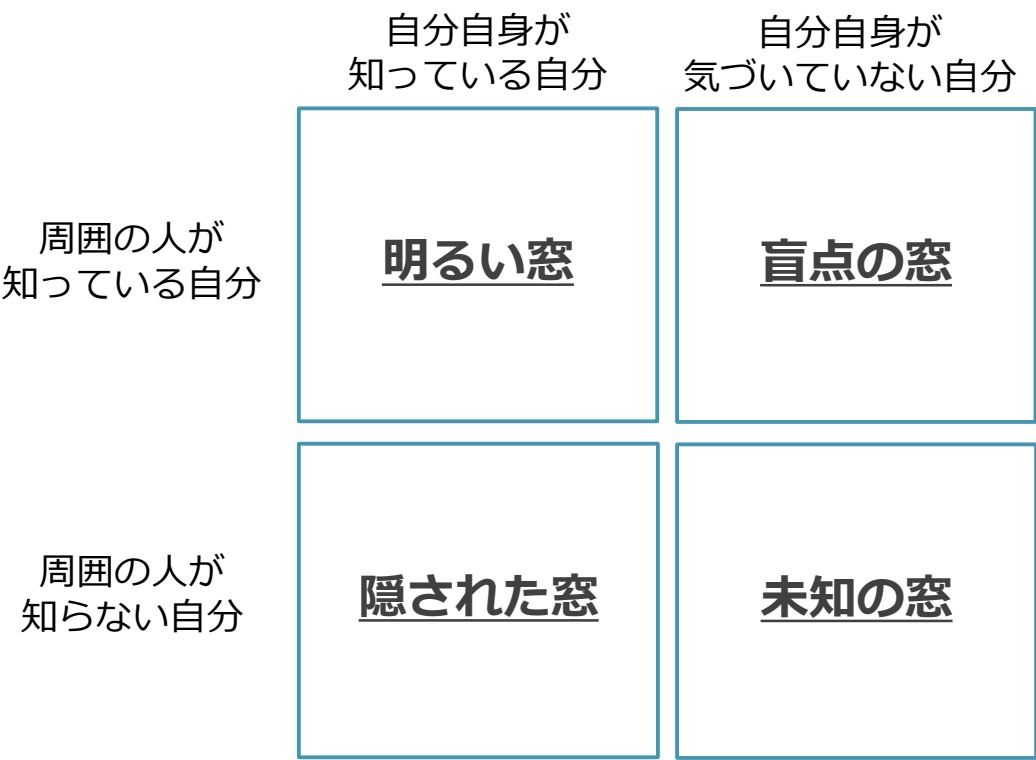 自分自身が
知っている自分
自分自身が
気づいていない自分
周囲の人が
知っている自分
明るい窓
盲点の窓
周囲の人が
知らない自分
隠された窓
未知の窓